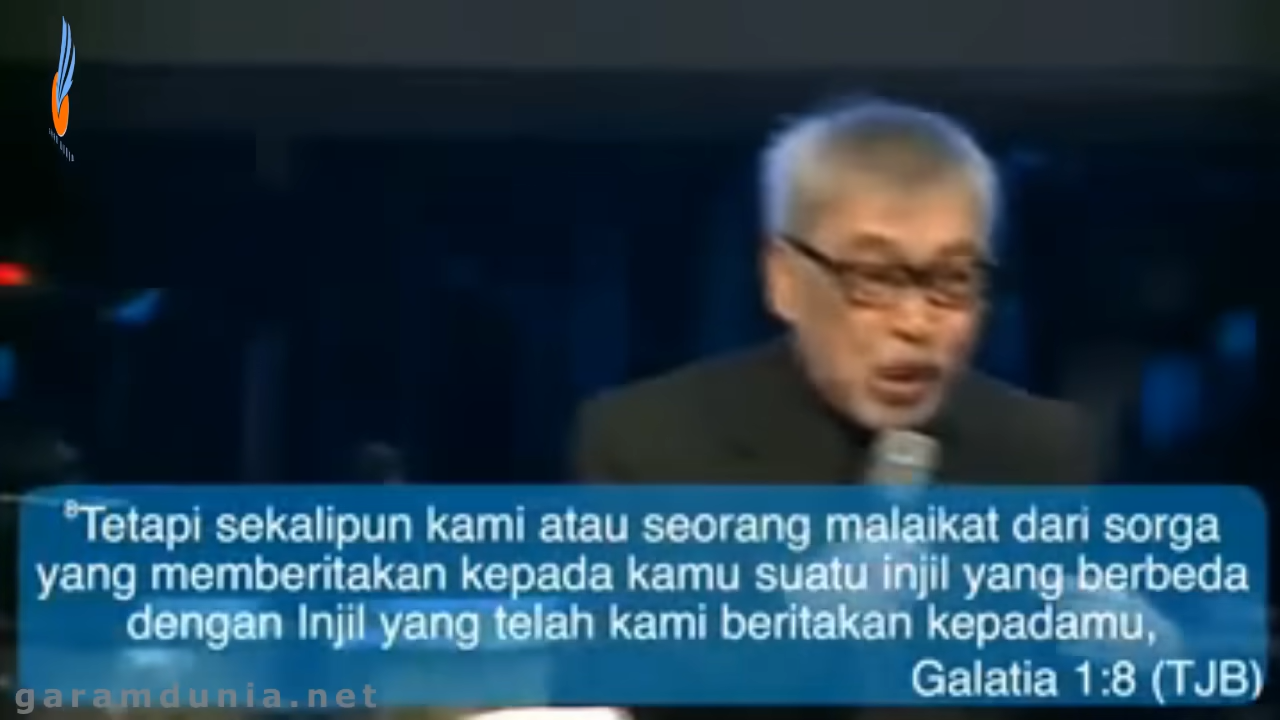 ⁸Tetapi sekalipun kami atau seorang malaikat dari sorga
yang memberitakan kepada kamu suatu injil yang berbeda
dengan Injil yang telah kami beritakan kepadamu,
Galatia 1:8 (TJB)
garamdunia.net